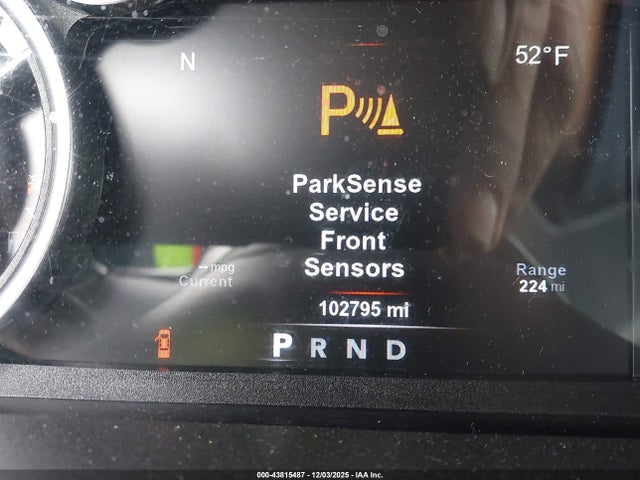 N
52°F
P
ParkSense
Service
Front
Sensors
-- mpg
Current
Range
224 mi
102795 mi
P R N D
000-43815487 - 12/03/2025 - IAA Inc.